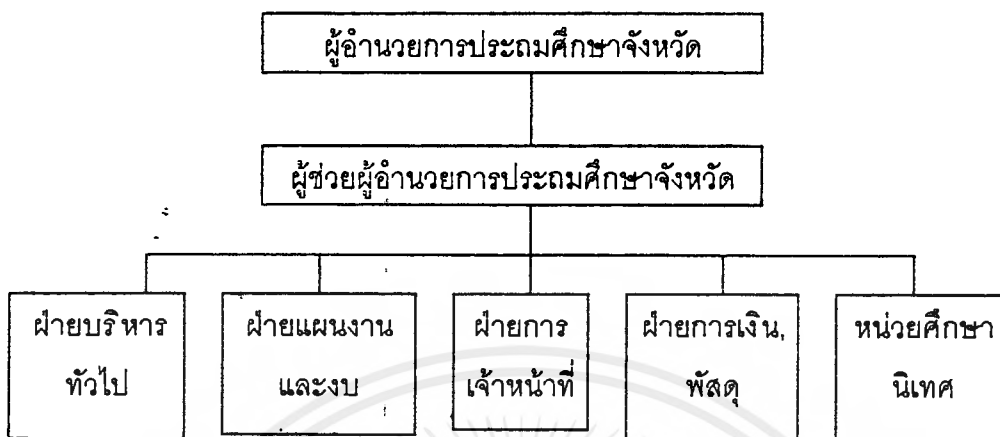 ผู้อำนวยการประถมศึกษาจังหวัด
ผู้ช่วยผู้อำนวยการประถมศึกษาจังหวัด
ฝ่ายบริหาร
ทั่วไป
ฝ่ายแผนงาน
และงบ
ฝ่ายการ
เจ้าหน้าที่
ฝ่ายการเงิน,
พัสดุ
หน่วยศึกษา
นิเทศ